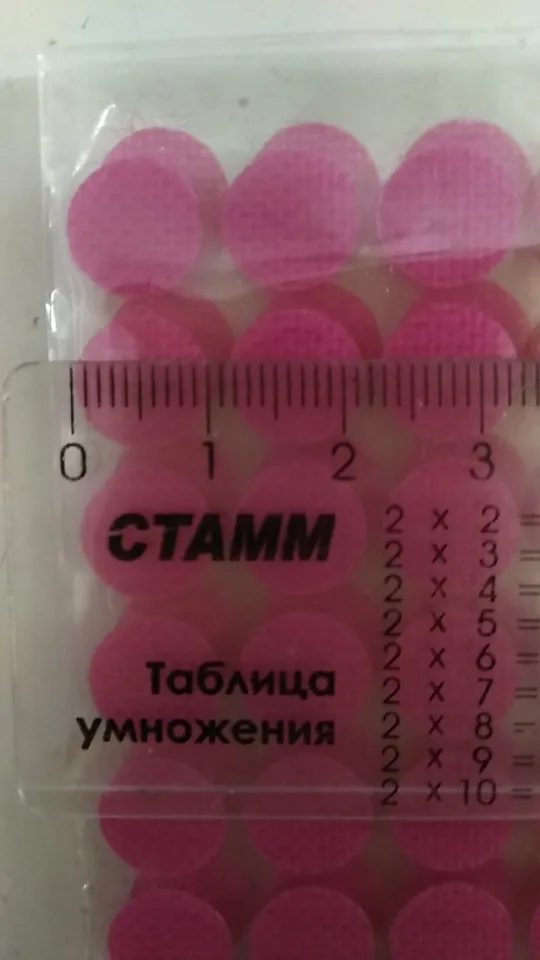 0 1 2 3
СТАММ
Таблица
умножения
2 x 2 =
2 x 3 =
2 x 4 =
2 x 5 =
2 x 6 =
2 x 7 =
2 x 8 =
2 x 9 =
2 x 10 =